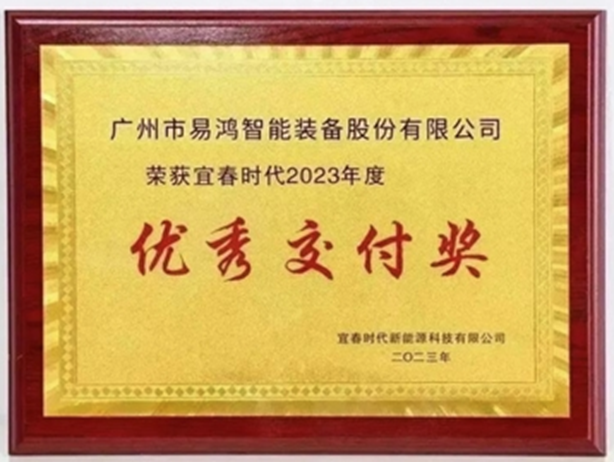 广州市易鸿智能装备股份有限公司
荣获宜春时代2023年度
优秀交付奖
宜春时代新能源科技有限公司
二〇二三年